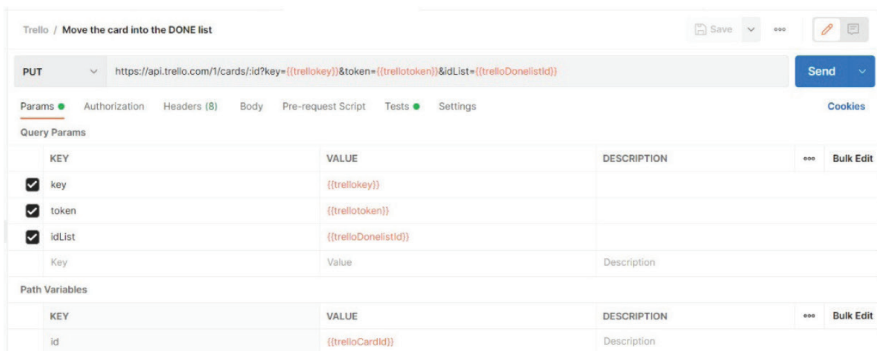 Trello / Move the card into the DONE list
Save
PUT https://api.trello.com/1/cards/:id?key={{trellokey}}&token={{trellotoken}}&idList={{trelloDonelistId}} Send
Params Authorization Headers (8) Body Pre-request Script Tests Settings Cookies
Query Params
KEY VALUE DESCRIPTION Bulk Edit
key {{trellokey}}
token {{trellotoken}}
idList {{trelloDonelistId}}
Key Value Description
Path Variables
KEY VALUE DESCRIPTION Bulk Edit
id {{trelloCardId}} Description